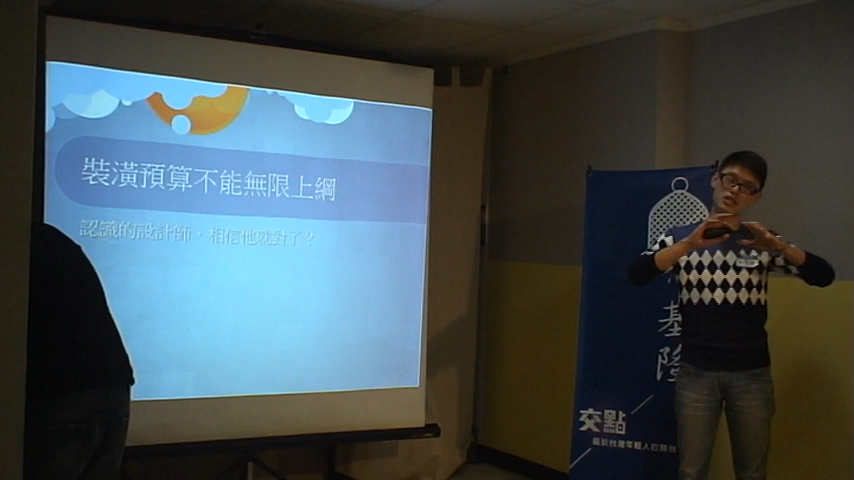 裝潢預算不能無限上綱
認識的設計師，相信他就對了？
基隆
交點